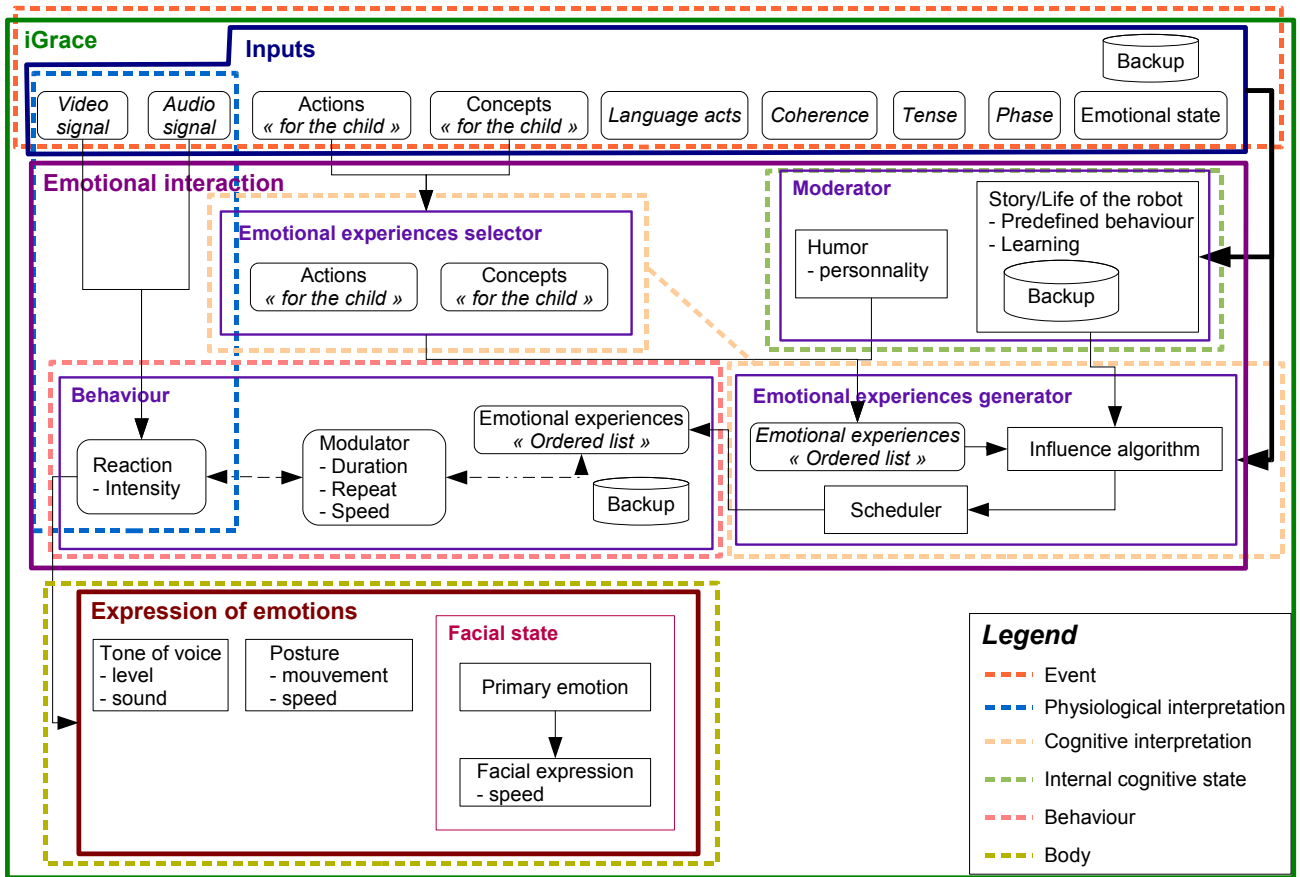 iGrace
Inputs
Backup
Video
signal
Audio
signal
Actions
« for the child »
Concepts
« for the child »
Language acts
Coherence
Tense
Phase
Emotional state
Emotional interaction
Emotional experiences selector
Actions
« for the child »
Concepts
« for the child »
Moderator
Humor
- personnality
Story/Life of the robot
- Predefined behaviour
- Learning
Backup
Behaviour
Reaction
- Intensity
Modulator
- Duration
- Repeat
- Speed
Emotional experiences
« Ordered list »
Backup
Emotional experiences generator
Emotional experiences
« Ordered list »
Influence algorithm
Scheduler
Expression of emotions
Tone of voice
- level
- sound
Posture
- mouvement
- speed
Facial state
Primary emotion
Facial expression
- speed
Legend
Event
Physiological interpretation
Cognitive interpretation
Internal cognitive state
Behaviour
Body